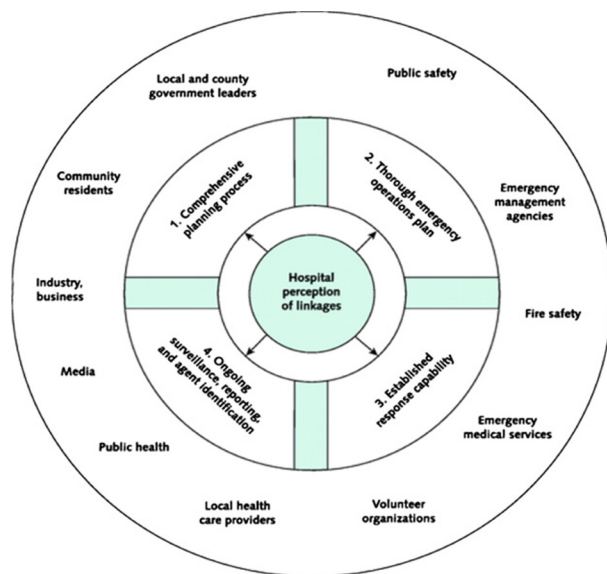 Local and county
government leaders
Public safety
Community
residents
1. Comprehensive
planning process
2. Thorough emergency
operations plan
Emergency
management
agencies
Industry,
business
Hospital
perception
of linkages
Fire safety
Media
4. Ongoing
surveillance, reporting,
and agent identification
3. Established
response capability
Emergency
medical services
Public health
Local health
care providers
Volunteer
organizations